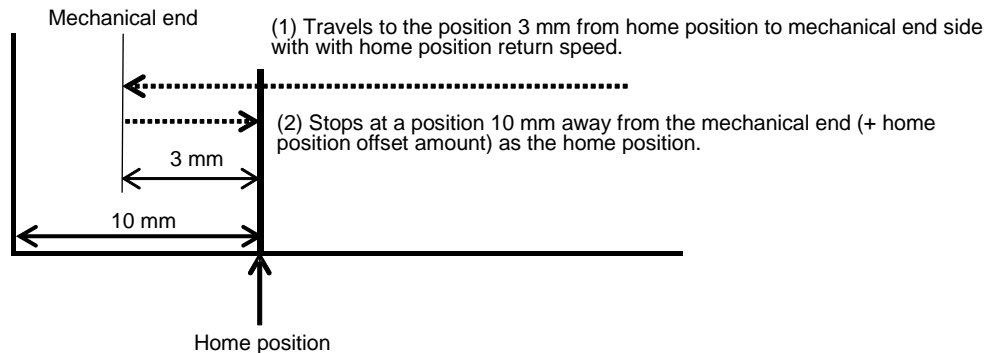 Mechanical end
(1) Travels to the position 3 mm from home position to mechanical end side
with with home position return speed.
(2) Stops at a position 10 mm away from the mechanical end (+ home
position offset amount) as the home position.
3 mm
10 mm
Home position